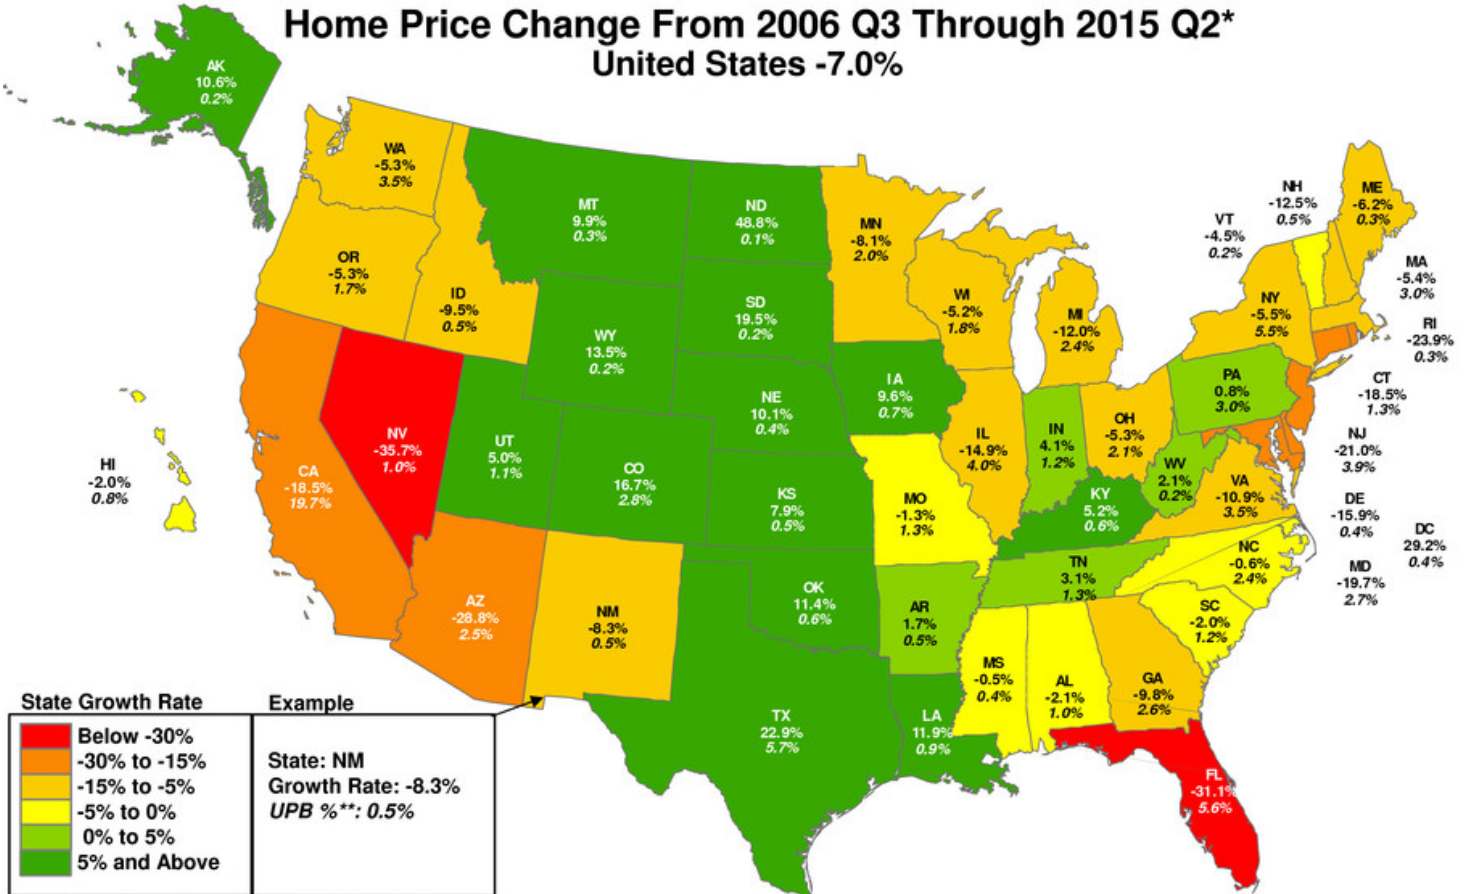 Home Price Change From 2006 Q3 Through 2015 Q2*
United States -7.0%
AK
10.6%
0.2%
WA
-5.3%
3.5%
OR
-5.3%
1.7%
ID
-9.5%
0.5%
MT
9.9%
0.3%
ND
48.8%
0.1%
MN
-8.1%
2.0%
WI
-5.2%
1.8%
MI
-12.0%
2.4%
NY
-5.5%
5.5%
VT
-4.5%
0.2%
NH
-12.5%
0.5%
ME
-6.2%
0.3%
MA
-5.4%
3.0%
RI
-23.9%
0.3%
CT
-18.5%
1.3%
NJ
-21.0%
3.9%
DE
-15.9%
0.4%
DC
29.2%
0.4%
MD
-19.7%
2.7%
WY
13.5%
0.2%
SD
19.5%
0.2%
NE
10.1%
0.4%
IA
9.6%
0.7%
IL
-14.9%
4.0%
IN
4.1%
1.2%
OH
-5.3%
2.1%
PA
0.8%
3.0%
WV
2.1%
0.2%
VA
-10.9%
3.5%
KY
5.2%
0.6%
NV
-35.7%
1.0%
UT
5.0%
1.1%
CO
16.7%
2.8%
KS
7.9%
0.5%
MO
-1.3%
1.3%
HI
-2.0%
0.8%
CA
-18.5%
19.7%
AZ
-28.8%
2.5%
NM
-8.3%
0.5%
OK
11.4%
0.6%
AR
1.7%
0.5%
TN
3.1%
1.3%
NC
-0.6%
2.4%
SC
-2.0%
1.2%
MS
-0.5%
0.4%
AL
-2.1%
1.0%
GA
-9.8%
2.6%
TX
22.9%
5.7%
LA
11.9%
0.9%
FL
-31.1%
5.6%
State Growth Rate
Below -30%
-30% to -15%
-15% to -5%
-5% to 0%
0% to 5%
5% and Above
Example
State: NM
Growth Rate: -8.3%
UPB %**: 0.5%